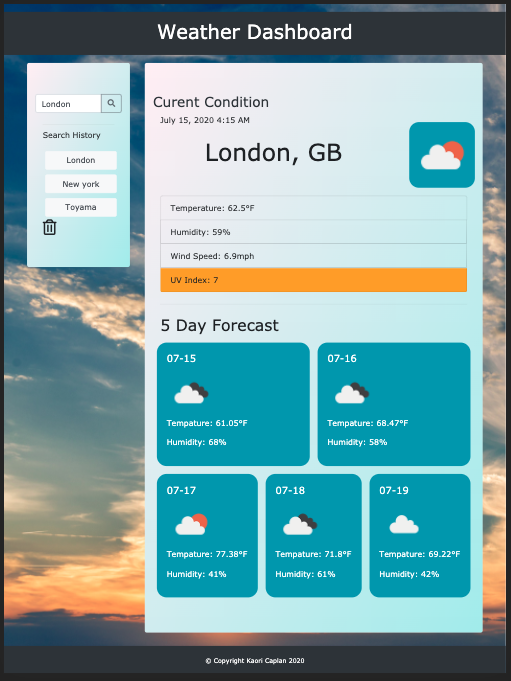 Weather Dashboard
London
Search History
London
New york
Toyama
Curent Condition
July 15, 2020 4:15 AM
London, GB
Temperature: 62.5°F
Humidity: 59%
Wind Speed: 6.9mph
UV Index: 7
5 Day Forecast
07-15
Tempature: 61.05°F
Humidity: 68%
07-16
Tempature: 68.47°F
Humidity: 58%
07-17
Tempature: 77.38°F
Humidity: 41%
07-18
Tempature: 71.8°F
Humidity: 61%
07-19
Tempature: 69.22°F
Humidity: 42%
© Copyright Kaori Caplan 2020